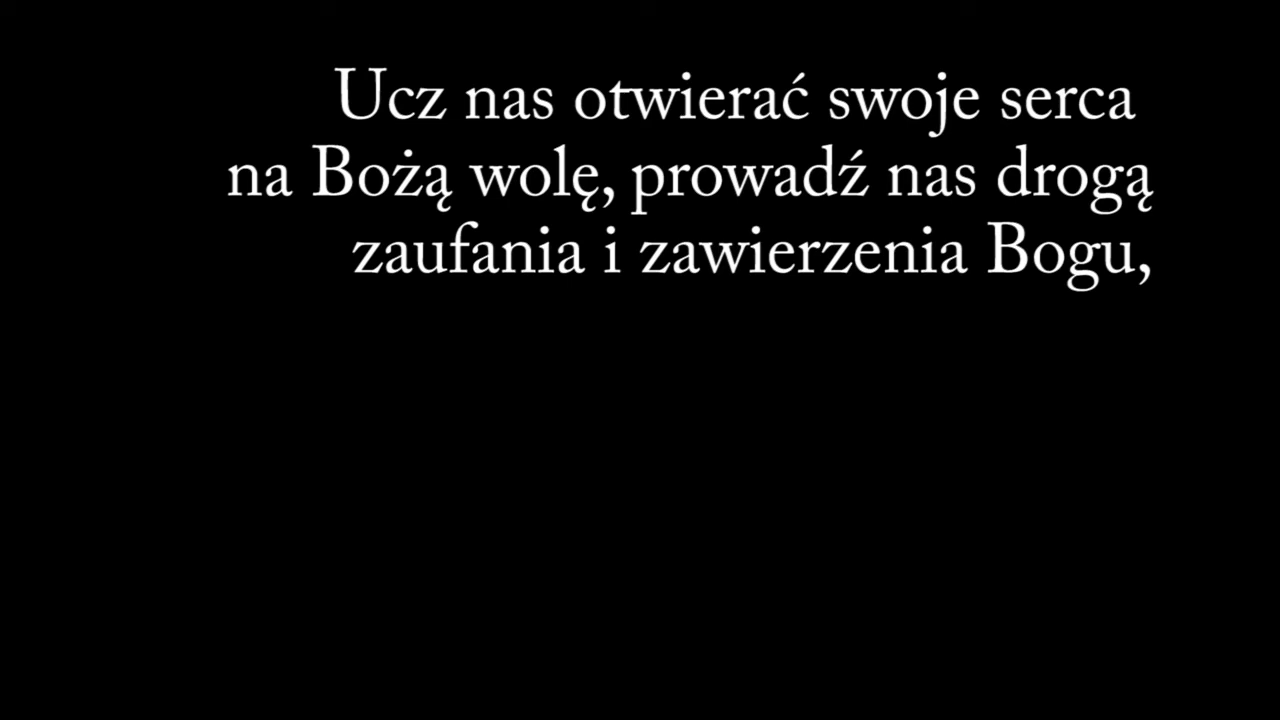 Ucz nas otwierać swoje serca
na Bożą wolę, prowadź nas drogą
zaufania i zawierzenia Bogu,